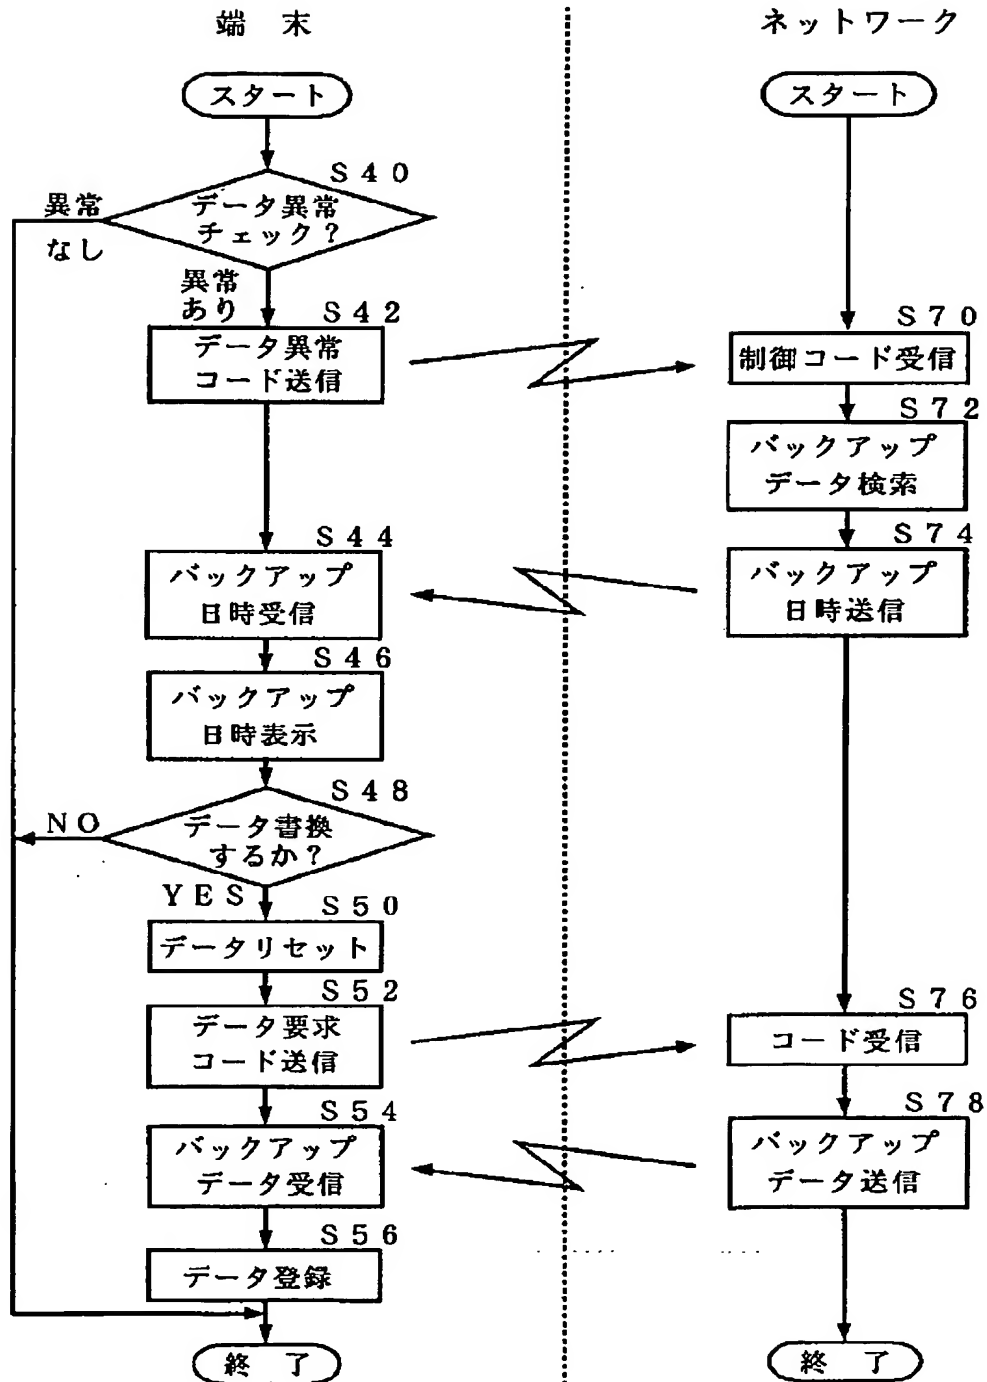 端末
ネットワーク
スタート
スタート
S40
データ異常
チェック?
異常
なし
異常
あり
S42
データ異常
コード送信
S70
制御コード受信
S72
バックアップ
データ検索
S44
バックアップ
日時受信
S74
バックアップ
日時送信
S46
バックアップ
日時表示
S48
データ書換
するか?
NO
YES
S50
データリセット
S52
データ要求
コード送信
S76
コード受信
S54
バックアップ
データ受信
S78
バックアップ
データ送信
S56
データ登録
終了
終了